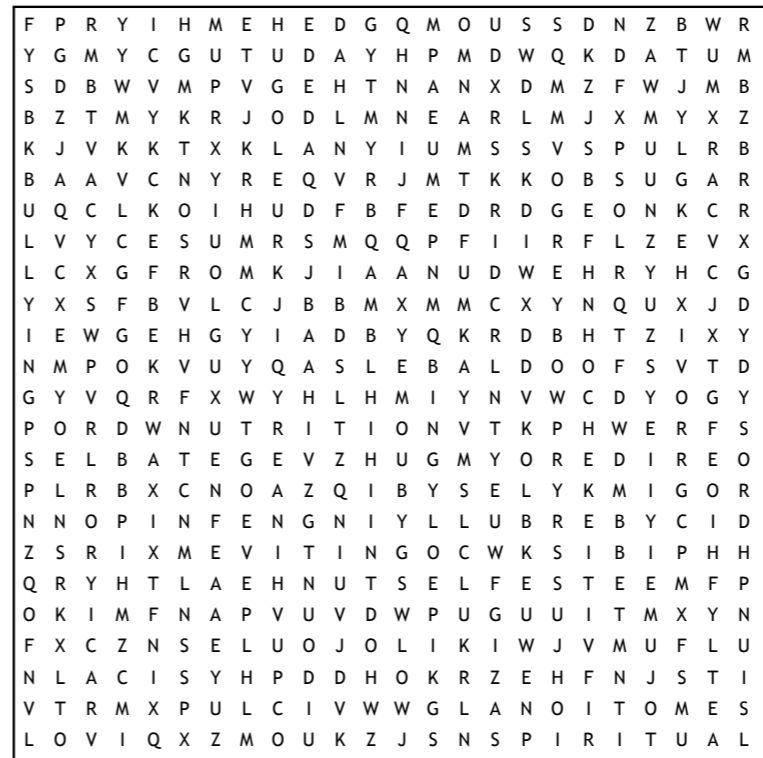 F P R Y I H M E H E D G Q M O U S S D N Z B W R
Y G M Y C G U T U D A Y H P M D W Q K D A T U M
S D B W V M P V G E H T N A N X D M Z F W J M B
B Z T M Y K R J O D L M N E A R L M J X M Y X Z
K J V K K T X K L A N Y I U M S S V S P U L R B
B A A V C N Y R E Q V R J M T K K O B S U G A R
U Q C L K O I H U D F B F E D R D G E O N K C R
L V Y C E S U M R S M Q Q P F I I R F L Z E V X
L C X G F R O M K J I A A N U D W E H R Y H C G
Y X S F B V L C J B B M X M M C X Y N Q U X J D
I E W G E H G Y I A D B Y Q K R D B H T Z I X Y
N M P O K V U Y Q A S L E B A L D O O F S V T D
G Y V Q R F X W Y H L H M I Y N V W C D Y O G Y
P O R D W N U T R I T I O N V T K P H W E R F S
S E L B A T E G E V Z H U G M Y O R E D I R E O
P L R B X C N O A Z Q I B Y S E L Y K M I G O R
N N O P I N F E N G N I Y L L U B R E B Y C I D
Z S R I X M E V I T I N G O C W K S I B I P H H
Q R Y H T L A E H N U T S E L F E S T E E M F P
O K I M F N A P V U V D W P U G U U I T M X Y N
F X C Z N S E L U O J O L I K I W J V M U F L U
N L A C I S Y H P D D H O K R Z E H F N J S T I
V T R M X P U L C I V W W G L A N O I T O M E S
L O V I Q X Z M O U K Z J S N S P I R I T U A L